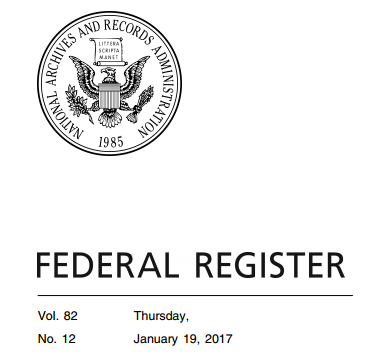 NATIONAL ARCHIVES AND RECORDS ADMINISTRATION
LITTERA
SCRIPTA
MANET
1985
FEDERAL REGISTER
Vol. 82 Thursday,
No. 12 January 19, 2017